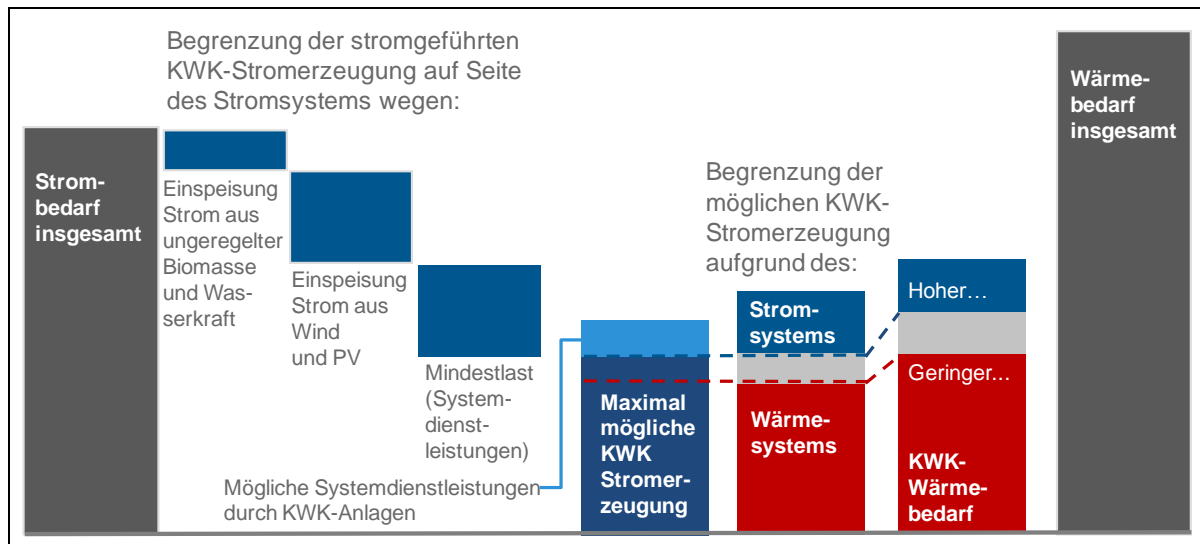 Begrenzung der stromgeführten
KWK-Stromerzeugung auf Seite
des Stromsystems wegen:
Strom-
bedarf
insgesamt
Einspeisung
Strom aus
ungeregelter
Biomasse
und Was-
serkraft
Einspeisung
Strom aus
Wind
und PV
Mindestlast
(System-
dienst-
leistungen)
Mögliche Systemdienstleistungen
durch KWK-Anlagen
Maximal
mögliche
KWK
Stromer-
zeugung
Begrenzung der
möglichen KWK-
Stromerzeugung
aufgrund des:
Strom-
systems
Wärme-
systems
Hoher…
Geringer…
KWK-
Wärme-
bedarf
Wärme-
bedarf
insgesamt